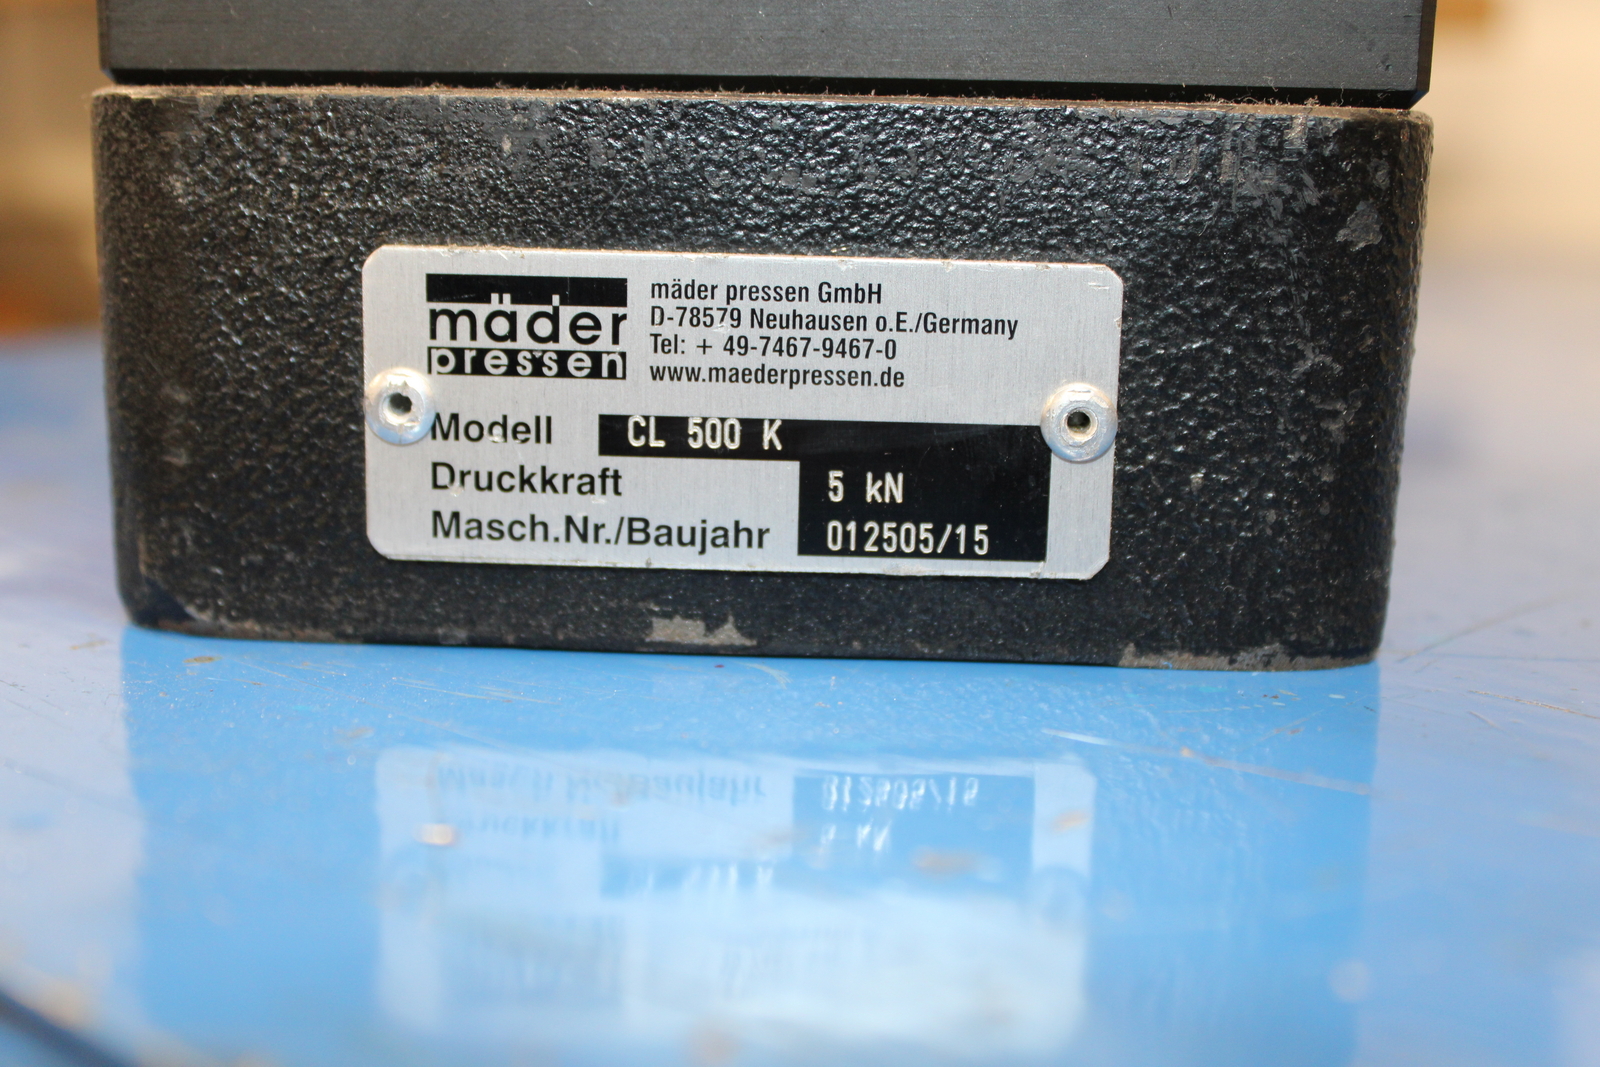 mäder
pressen
mäder pressen GmbH
D-78579 Neuhausen o.E./Germany
Tel: + 49-7467-9467-0
www.maederpressen.de
Modell CL 500 K
Druckkraft 5 kN
Masch.Nr./Baujahr 012505/15